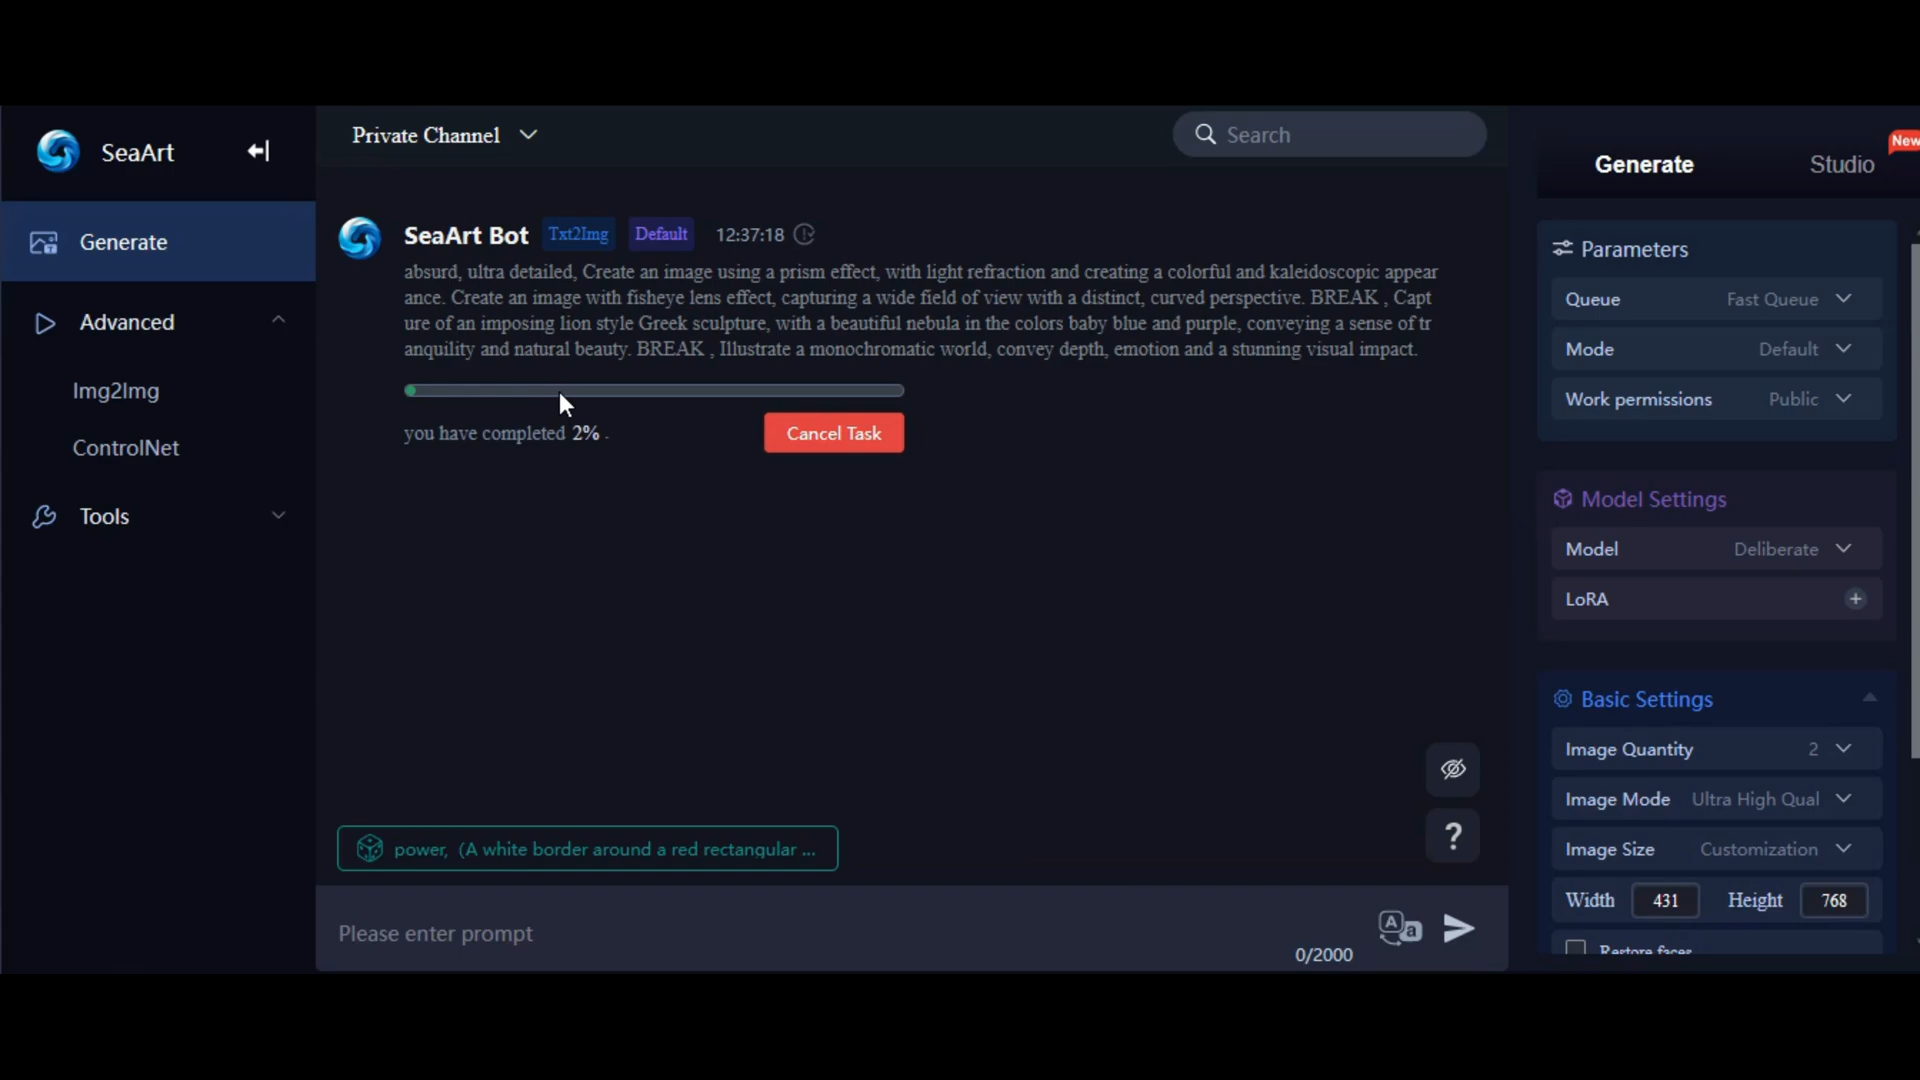 SeaArt
Generate
Advanced
Img2Img
ControlNet
Tools
Private Channel
Search
SeaArt Bot Txt2Img Default 12:37:18
absurd, ultra detailed, Create an image using a prism effect, with light refraction and creating a colorful and kaleidoscopic appear
ance. Create an image with fisheye lens effect, capturing a wide field of view with a distinct, curved perspective. BREAK , Capt
ure of an imposing lion style Greek sculpture, with a beautiful nebula in the colors baby blue and purple, conveying a sense of tr
anquility and natural beauty. BREAK , Illustrate a monochromatic world, convey depth, emotion and a stunning visual impact.
you have completed 2% .
Cancel Task
?
power, (A white border around a red rectangular ...
Please enter prompt
0/2000
Generate
Studio
New
Parameters
Queue Fast Queue
Mode Default
Work permissions Public
Model Settings
Model Deliberate
LoRA +
Basic Settings
Image Quantity 2
Image Mode Ultra High Qual
Image Size Customization
Width 431 Height 768
Restore faces